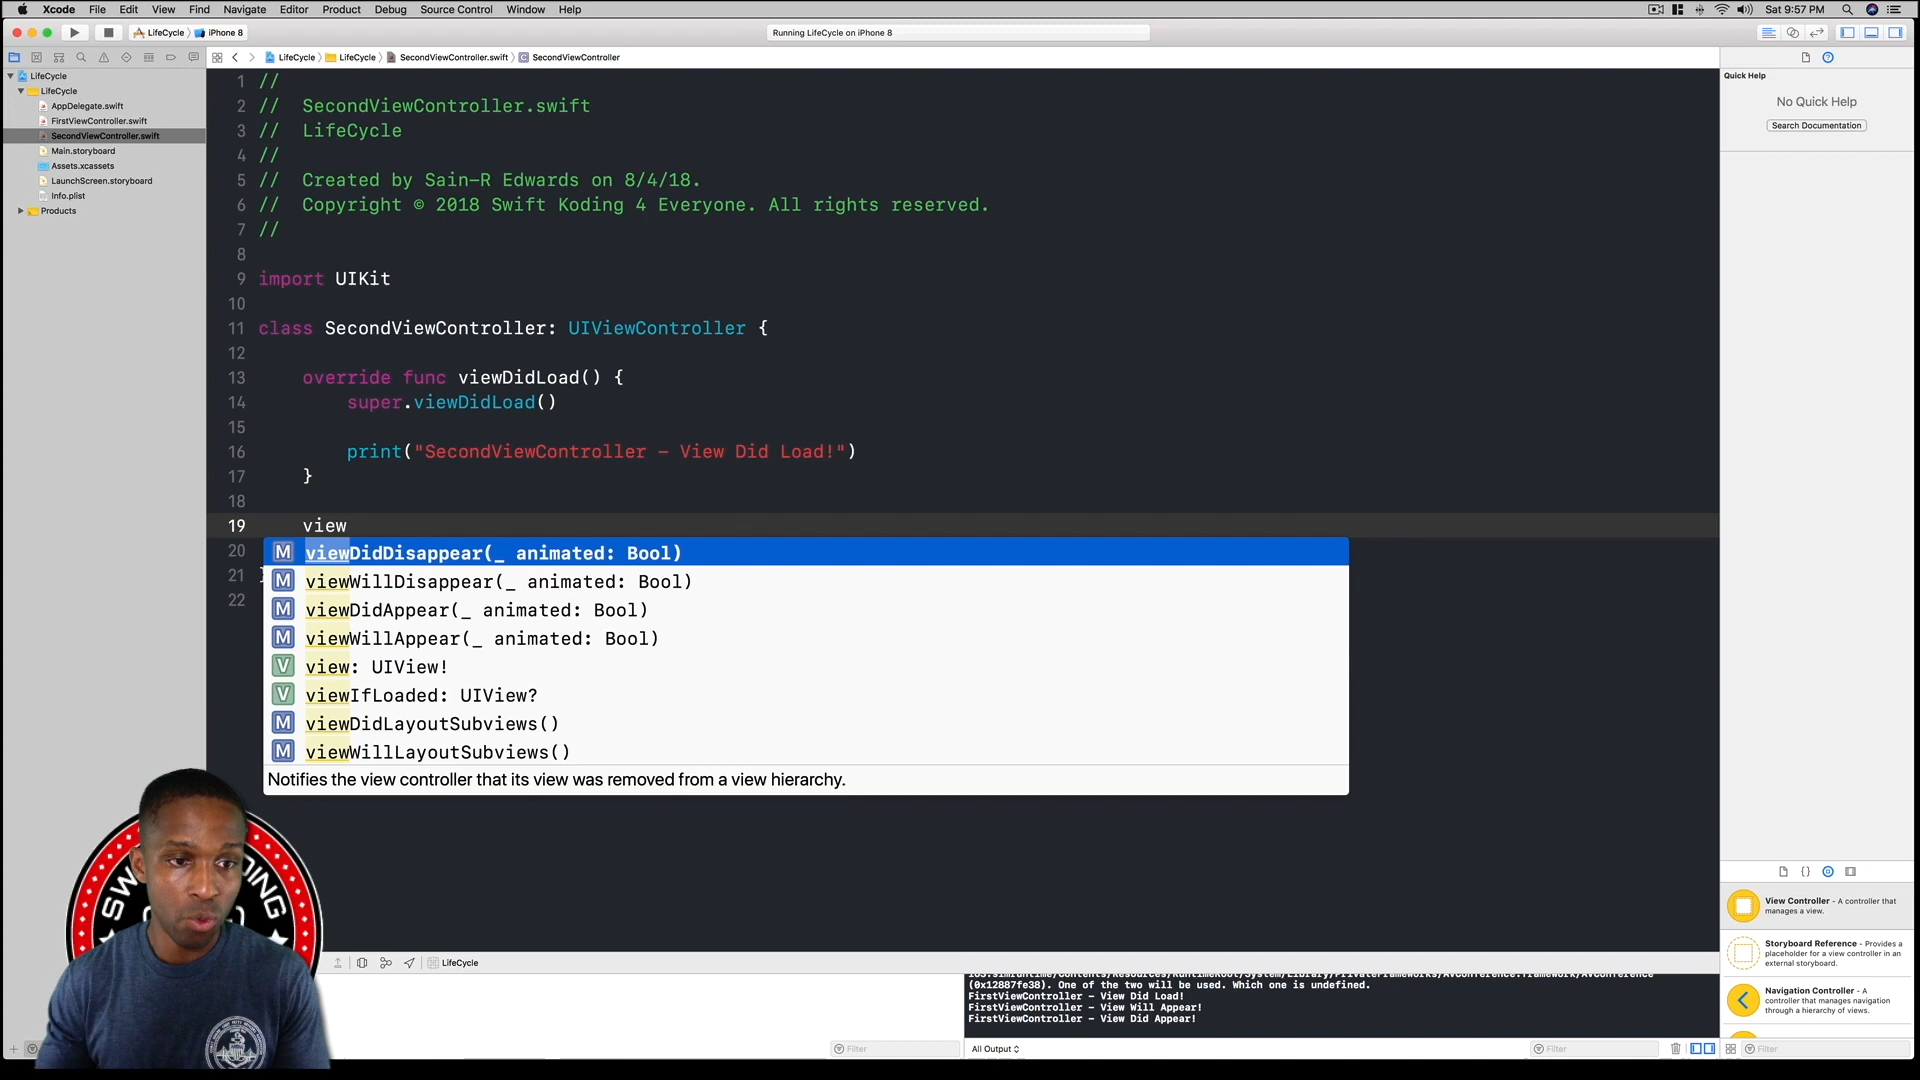 Xcode File Edit View Find Navigate Editor Product Debug Source Control Window Help
Sat 9:57 PM
LifeCycle iPhone 8
Running LifeCycle on iPhone 8
LifeCycle
LifeCycle
AppDelegate.swift
FirstViewController.swift
SecondViewController.swift
Main.storyboard
Assets.xcassets
LaunchScreen.storyboard
Info.plist
Products
LifeCycle LifeCycle SecondViewController.swift SecondViewController
1 //
2 // SecondViewController.swift
3 // LifeCycle
4 //
5 // Created by Sain-R Edwards on 8/4/18.
6 // Copyright © 2018 Swift Koding 4 Everyone. All rights reserved.
7 //
8
9 import UIKit
10
11 class SecondViewController: UIViewController {
12
13 override func viewDidLoad() {
14 super.viewDidLoad()
15
16 print("SecondViewController - View Did Load!")
17 }
18
19 view
20
21
22
M viewDidDisappear(_ animated: Bool)
M viewWillDisappear(_ animated: Bool)
M viewDidAppear(_ animated: Bool)
M viewWillAppear(_ animated: Bool)
V view: UIView!
V viewIfLoaded: UIView?
M viewDidLayoutSubviews()
M viewWillLayoutSubviews()
Notifies the view controller that its view was removed from a view hierarchy.
Quick Help
No Quick Help
Search Documentation
View Controller - A controller that
manages a view.
Storyboard Reference - Provides a
placeholder for a view controller in an
external storyboard.
Navigation Controller - A
controller that manages navigation
through a hierarchy of views.
LifeCycle
(0x12887fe38). One of the two will be used. Which one is undefined.
FirstViewController - View Did Load!
FirstViewController - View Will Appear!
FirstViewController - View Did Appear!
Filter
All Output
Filter
Filter